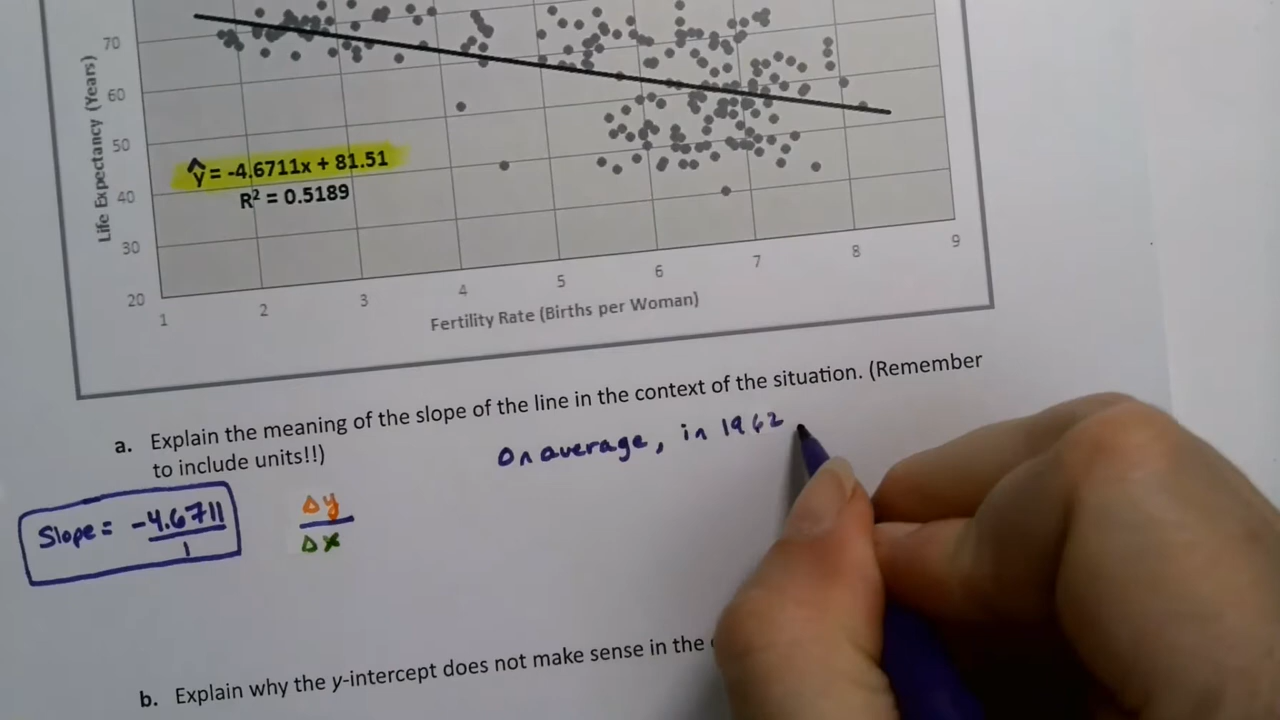 70
60
50
40
30
20
Life Expectancy (Years)
ŷ = -4.6711x + 81.51
R² = 0.5189
1 2 3 4 5 6 7 8 9
Fertility Rate (Births per Woman)
a. Explain the meaning of the slope of the line in the context of the situation. (Remember
to include units!!)
On average, in 1962
Slope = -4.6711/1
Δy/Δx
b. Explain why the y-intercept does not make sense in the